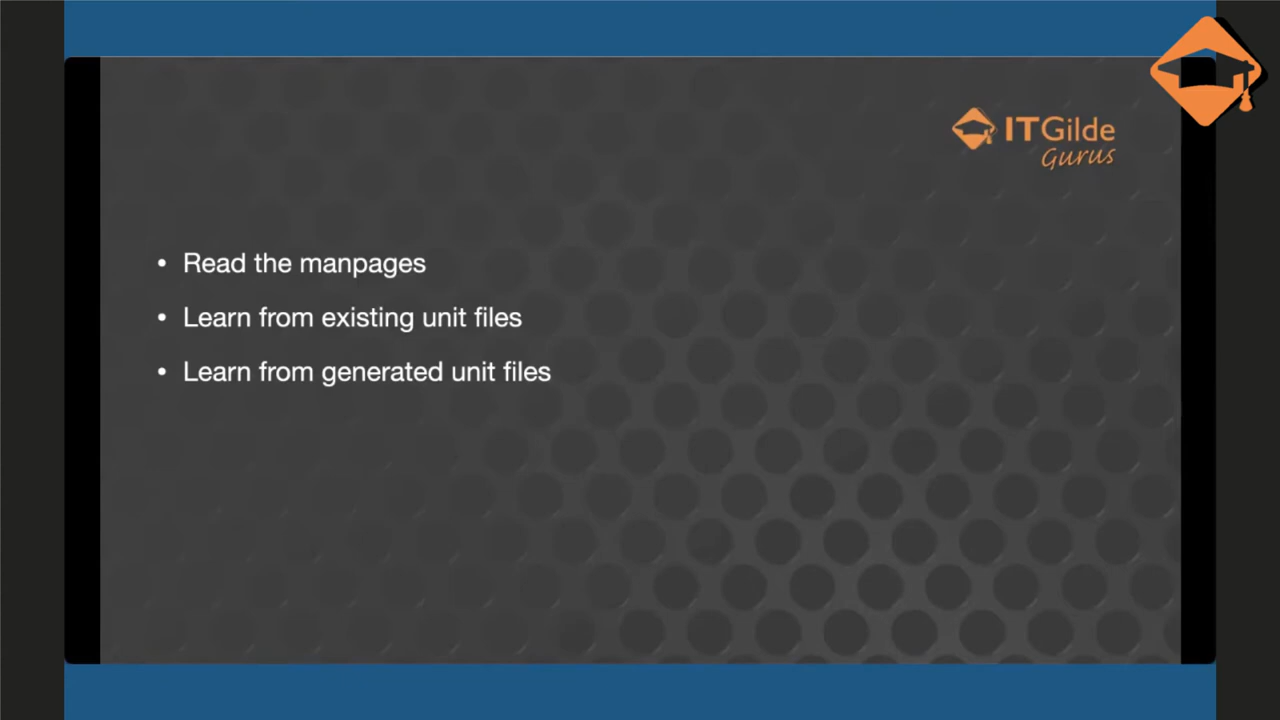 ITGilde
Gurus
• Read the manpages
• Learn from existing unit files
• Learn from generated unit files